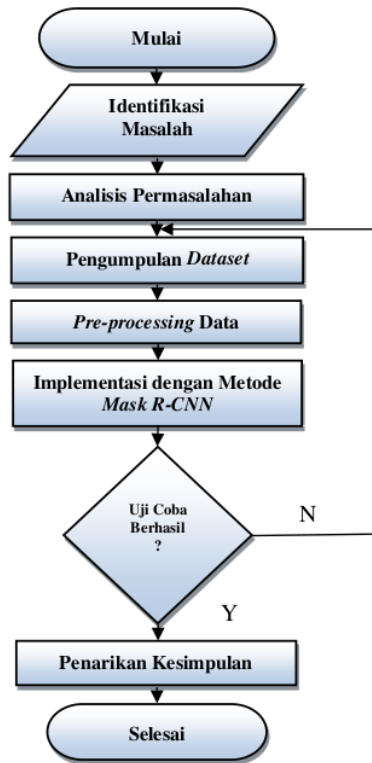 Mulai
Identifikasi
Masalah
Analisis Permasalahan
Pengumpulan Dataset
Pre-processing Data
Implementasi dengan Metode
Mask R-CNN
Uji Coba
Berhasil
?
N
Y
Penarikan Kesimpulan
Selesai